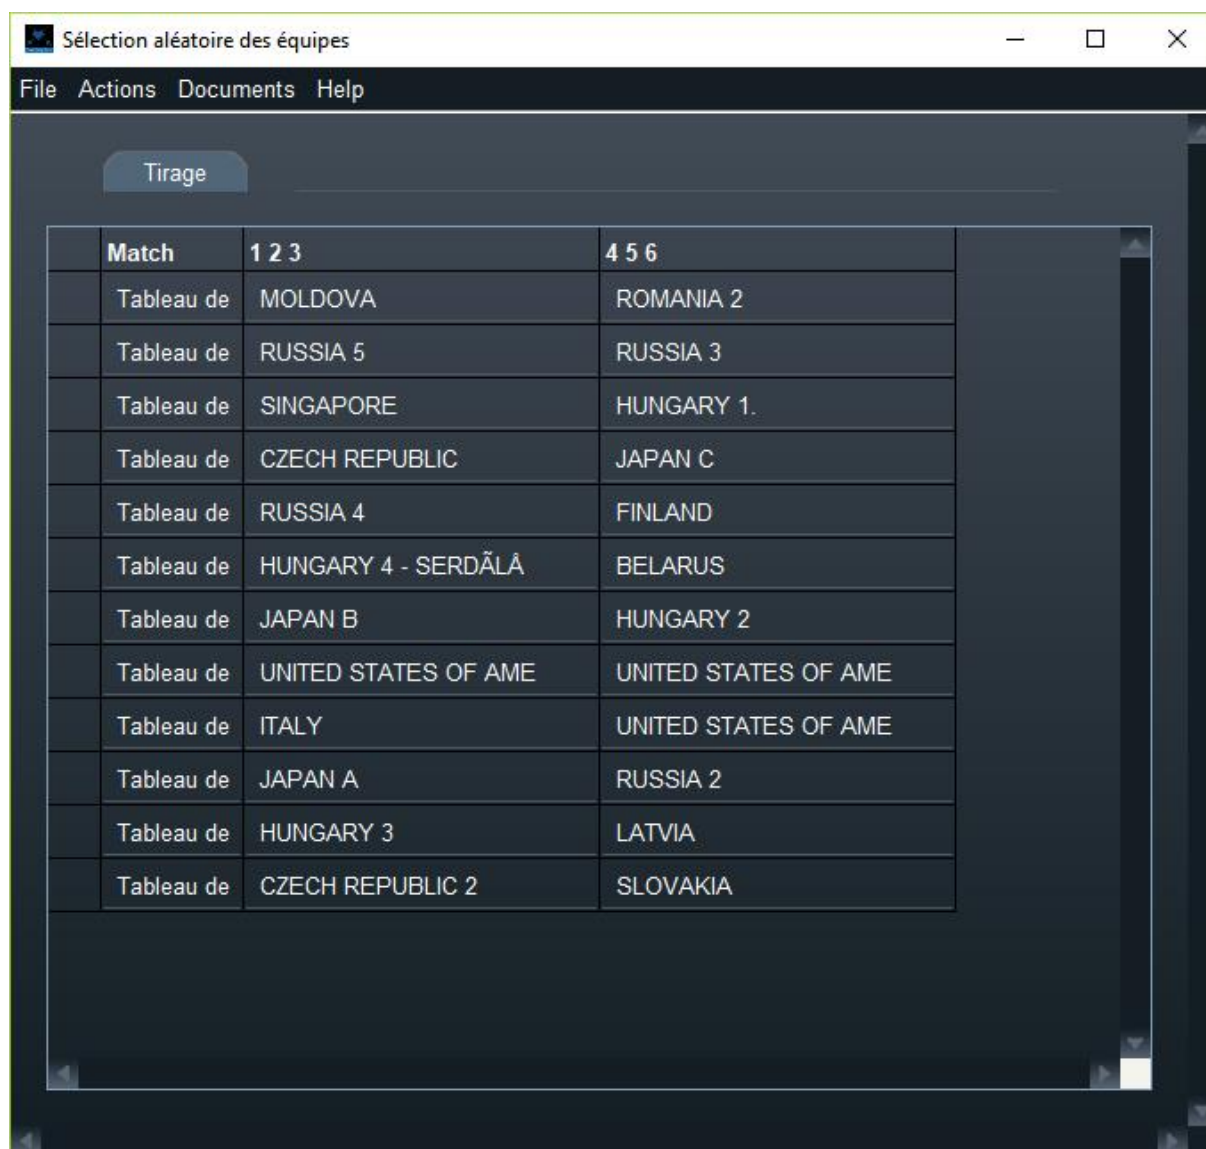 Sélection aléatoire des équipes
File Actions Documents Help
Tirage
Match 1 2 3 4 5 6
Tableau de MOLDOVA ROMANIA 2
Tableau de RUSSIA 5 RUSSIA 3
Tableau de SINGAPORE HUNGARY 1.
Tableau de CZECH REPUBLIC JAPAN C
Tableau de RUSSIA 4 FINLAND
Tableau de HUNGARY 4 - SERDÃLÂ BELARUS
Tableau de JAPAN B HUNGARY 2
Tableau de UNITED STATES OF AME UNITED STATES OF AME
Tableau de ITALY UNITED STATES OF AME
Tableau de JAPAN A RUSSIA 2
Tableau de HUNGARY 3 LATVIA
Tableau de CZECH REPUBLIC 2 SLOVAKIA